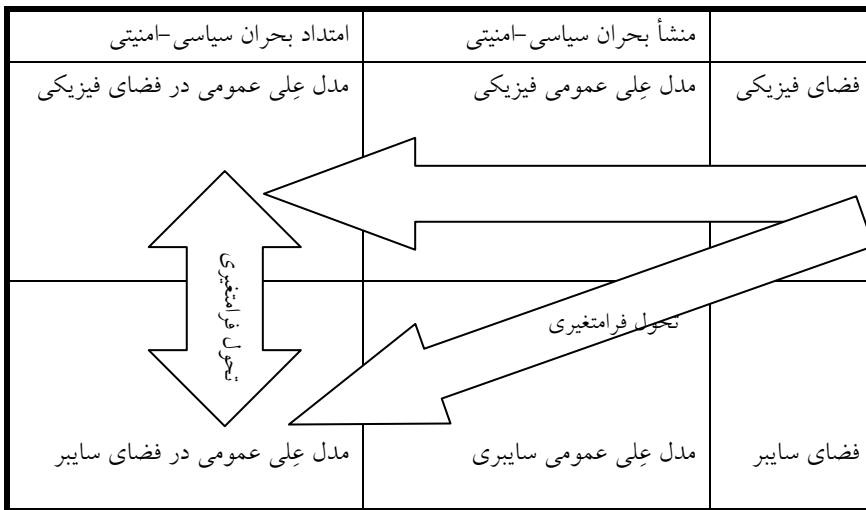 منشأ بحران سیاسی-امنیتی
امتداد بحران سیاسی-امنیتی
فضای فیزیکی
مدل عِلی عمومی فیزیکی
مدل عِلی عمومی در فضای فیزیکی
تحول فرامتغیری
تحول فرامتغیری
فضای سایبر
مدل عِلی عمومی سایبری
مدل عِلی عمومی در فضای سایبر